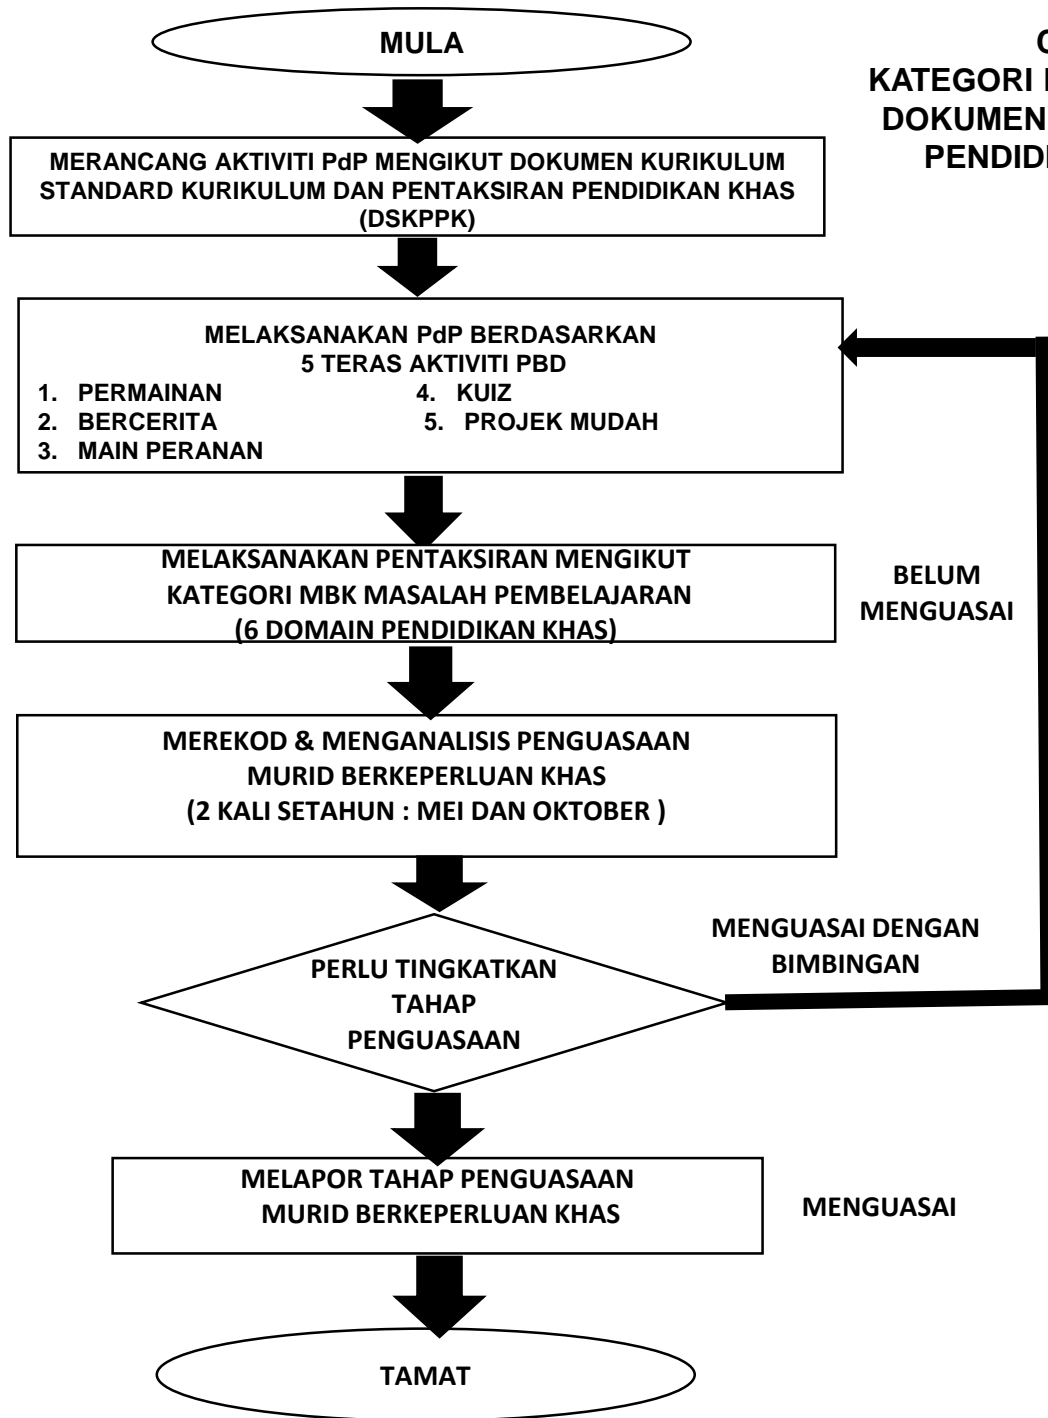 MULA
KATEGORI
DOKUMEN
MERANCANG AKTIVITI PdP MENGIKUT DOKUMEN KURIKULUM
STANDARD KURIKULUM DAN PENTAKSIRAN PENDIDIKAN KHAS
(DSKPPK)
MELAKSANAKAN PdP BERDASARKAN
5 TERAS AKTIVITI PBD
1. PERMAINAN 4. KUIZ
2. BERCERITA 5. PROJEK MUDAH
3. MAIN PERANAN
MELAKSANAKAN PENTAKSIRAN MENGIKUT
KATEGORI MBK MASALAH PEMBELAJARAN
(6 DOMAIN PENDIDIKAN KHAS)
BELUM
MENGUASAI
MEREKOD & MENGANALISIS PENGUASAAN
MURID BERKEPERLUAN KHAS
(2 KALI SETAHUN : MEI DAN OKTOBER )
PERLU TINGKATKAN
TAHAP
PENGUASAAN
MENGUASAI DENGAN
BIMBINGAN
MELAPOR TAHAP PENGUASAAN
MURID BERKEPERLUAN KHAS
MENGUASAI
TAMAT